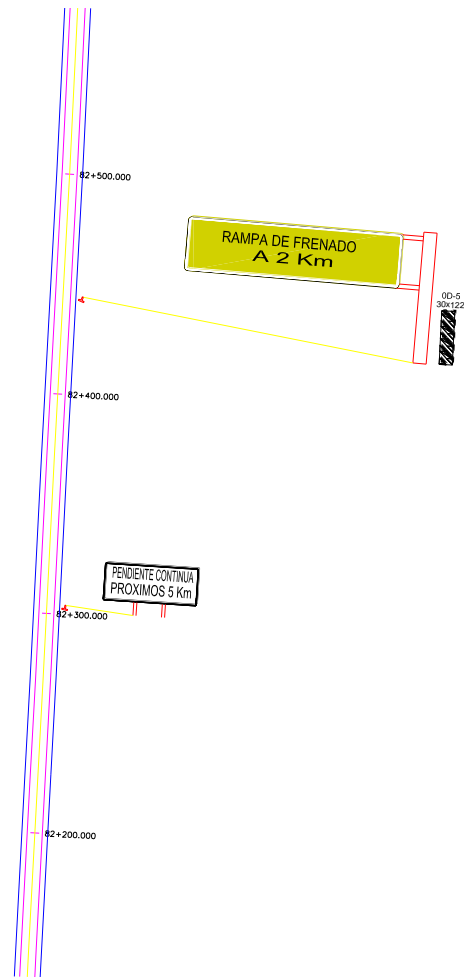 82+500.000
RAMPA DE FRENADO
A 2 Km
OD-5
30x122
82+400.000
PENDIENTE CONTINUA
PROXIMOS 5 Km
82+300.000
82+200.000